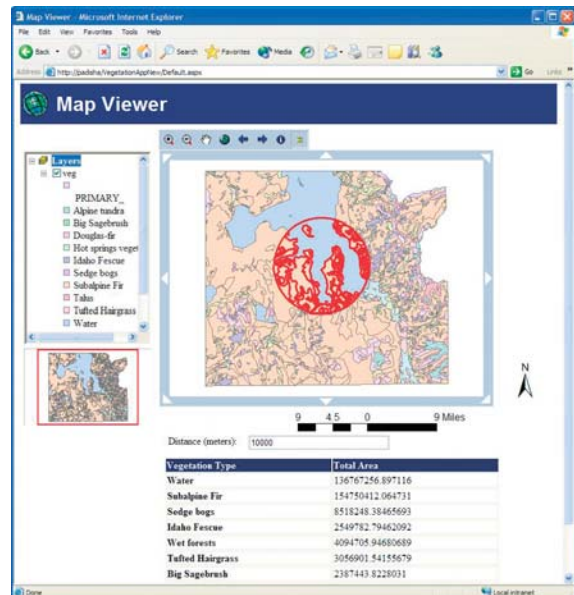 Map Viewer - Microsoft Internet Explorer
File Edit View Favorites Tools Help
Back Search Favorites Media
Address http://padisha/VegetationAppNew/Default.aspx Go Links
Map Viewer
Layers
veg
PRIMARY_
Alpine tundra
Big Sagebrush
Douglas-fir
Hot springs veget
Idaho Fescue
Sedge bogs
Subalpine Fir
Talus
Tufted Hairgrass
Water
N
9 4.5 0 9 Miles
Distance (meters): 10000
Vegetation Type Total Area
Water 136767256.897116
Subalpine Fir 154750412.064731
Sedge bogs 8518248.38465693
Idaho Fescue 2549782.79462092
Wet forests 4094705.94680689
Tufted Hairgrass 3056901.54155679
Big Sagebrush 2387443.8228031
Done Local intranet